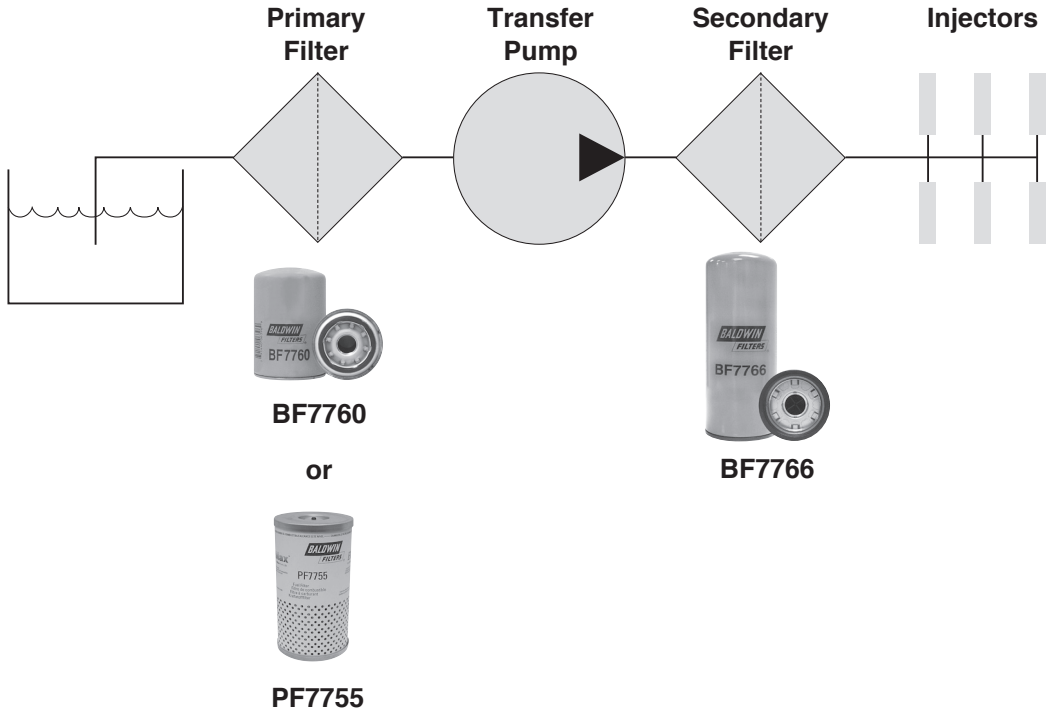 Primary
Filter
Transfer
Pump
Secondary
Filter
Injectors
BALDWIN
FILTERS
BF7760
BF7760
or
BALDWIN
FILTERS
PF7755
PF7755
BALDWIN
FILTERS
BF7766
BF7766